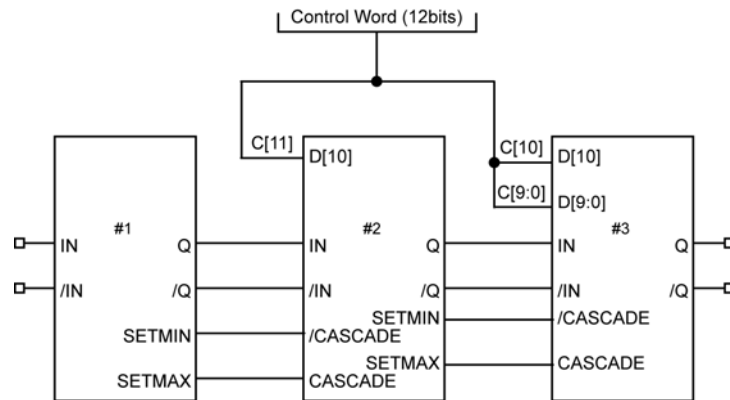 Control Word (12bits)
C[11]
D[10]
C[10]
D[10]
C[9:0]
D[9:0]
#1
#2
#3
IN
Q
IN
Q
IN
Q
/IN
/Q
/IN
/Q
/IN
/Q
SETMIN
/CASCADE
SETMIN
/CASCADE
SETMAX
CASCADE
SETMAX
CASCADE